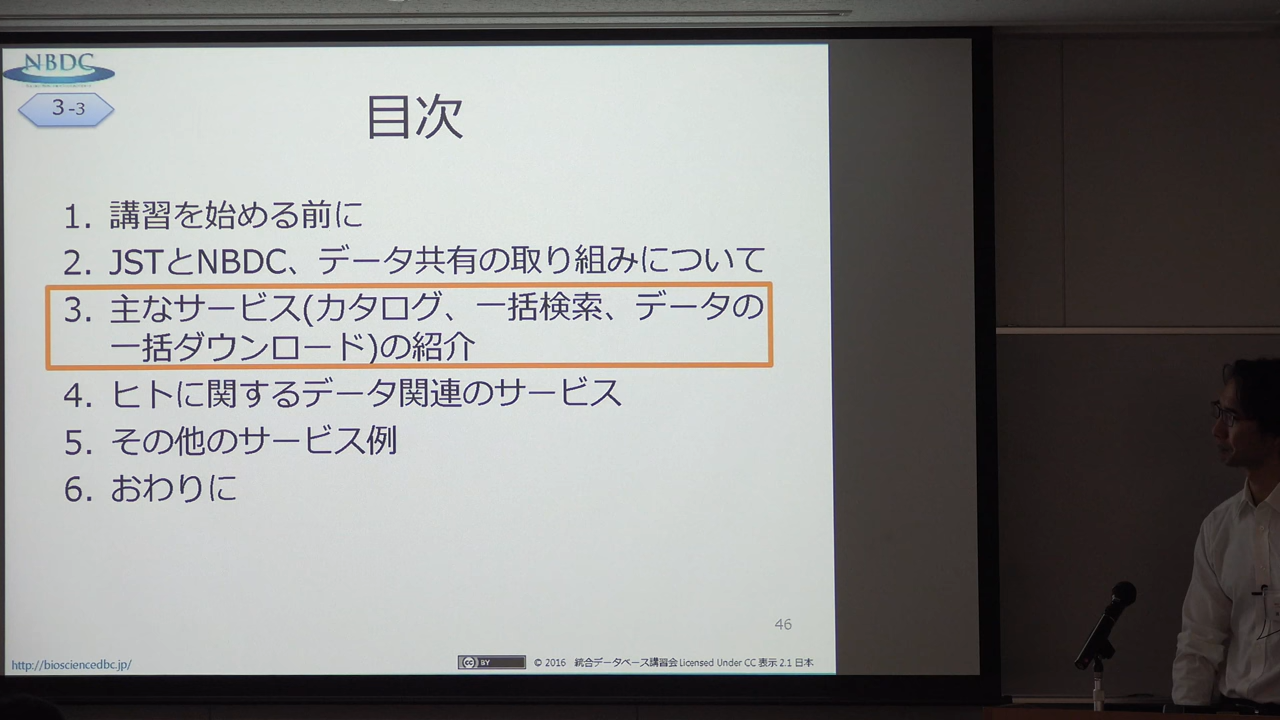 NBDC
3-3
目次
1. 講習を始める前に
2. JSTとNBDC、データ共有の取り組みについて
3. 主なサービス(カタログ、一括検索、データの
一括ダウンロード)の紹介
4. ヒトに関するデータ関連のサービス
5. その他のサービス例
6. おわりに
46
http://biosciencedbc.jp/
cc BY © 2016 統合データベース講習会 Licensed Under CC 表示 2.1 日本